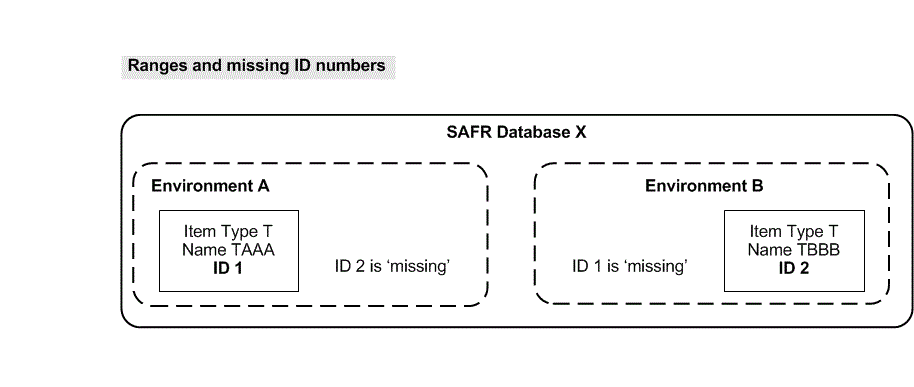 Ranges and missing ID numbers
SAFR Database X
Environment A
Item Type T
Name TAAA
ID 1
ID 2 is ‘missing’
Environment B
ID 1 is ‘missing’
Item Type T
Name TBBB
ID 2